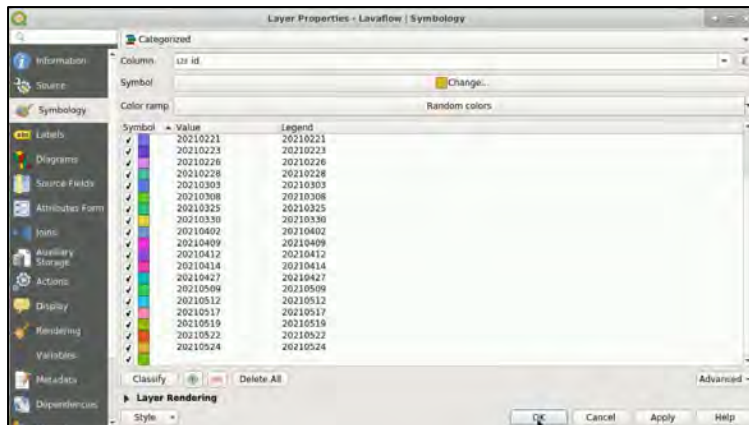 Layer Properties - Lavaflow | Symbology
Categorized
Information
Column
Source
Symbol
Change...
Symbology
Color ramp
Random colors
Symbol Value Legend
Labels
20210221 20210221
20210223 20210223
Diagrams
20210226 20210226
20210228 20210228
Source Fields
20210303 20210303
20210308 20210308
Attributes Form
20210325 20210325
20210330 20210330
Joins
20210402 20210402
20210409 20210409
Auxiliary
Storage
20210412 20210412
20210414 20210414
Actions
20210427 20210427
20210509 20210509
Display
20210512 20210512
20210517 20210517
Rendering
20210519 20210519
20210522 20210522
Variables
20210524 20210524
Metadata
Classify Delete All Advanced
Layer Rendering
Dependencies
Style OK Cancel Apply Help